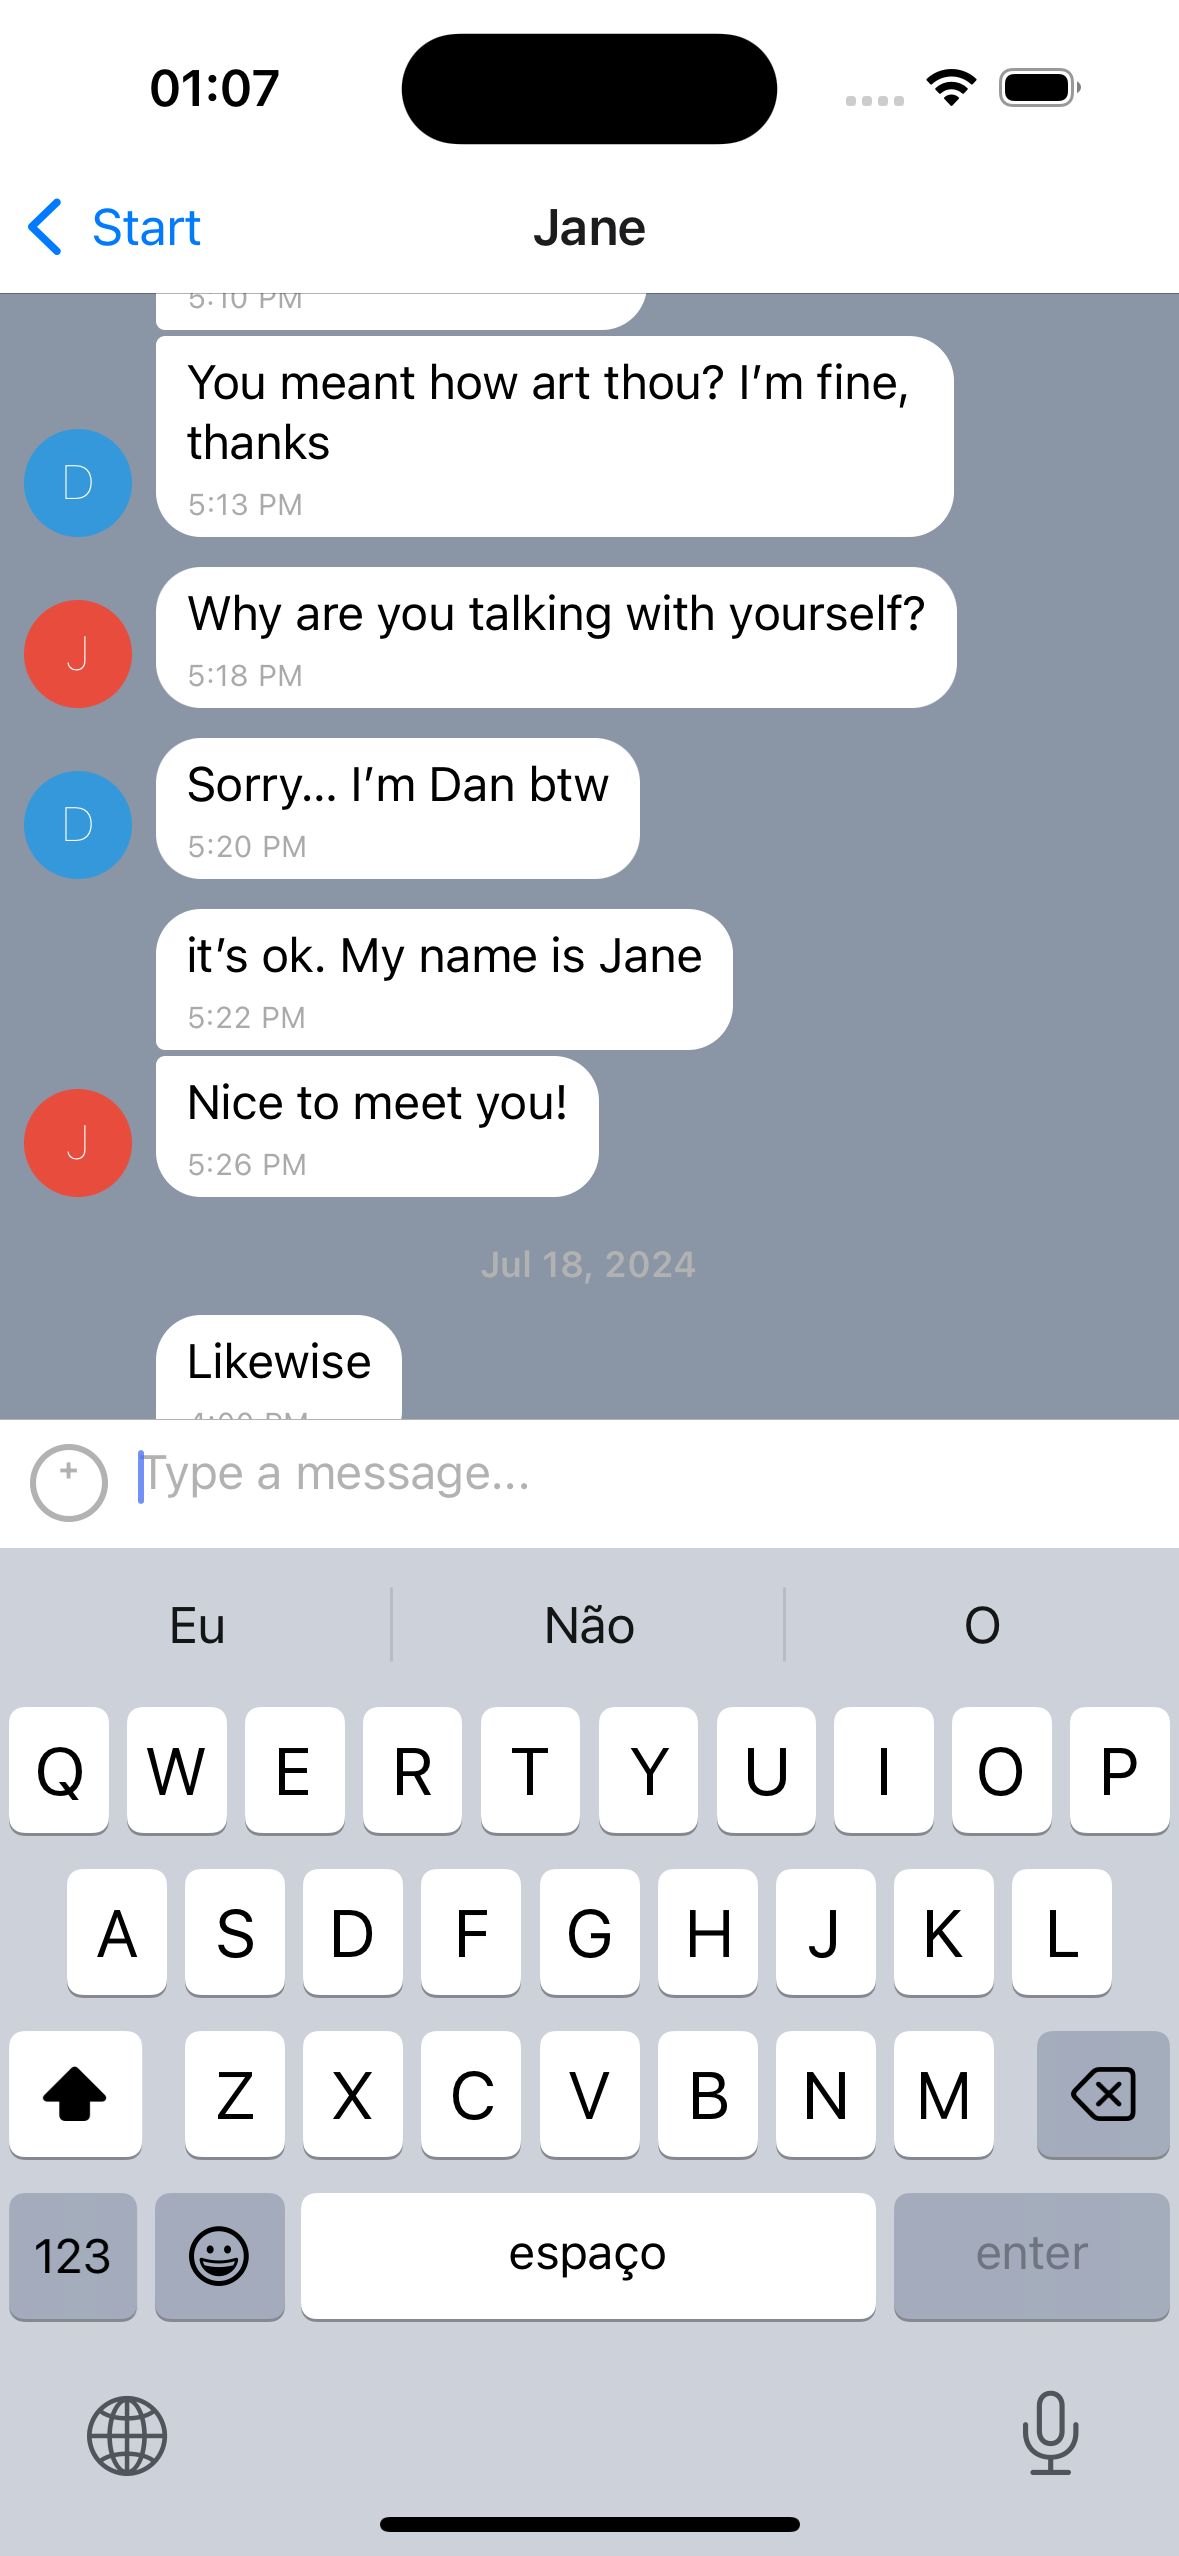 01:07
Start
Jane
5:10 PM
You meant how art thou? I’m fine,
thanks
D
5:13 PM
Why are you talking with yourself?
J
5:18 PM
Sorry... I’m Dan btw
D
5:20 PM
it’s ok. My name is Jane
5:22 PM
Nice to meet you!
J
5:26 PM
Jul 18, 2024
Likewise
4:00 PM
Type a message...
Eu Não O
Q W E R T Y U I O P
A S D F G H J K L
Z X C V B N M
123 espaço enter